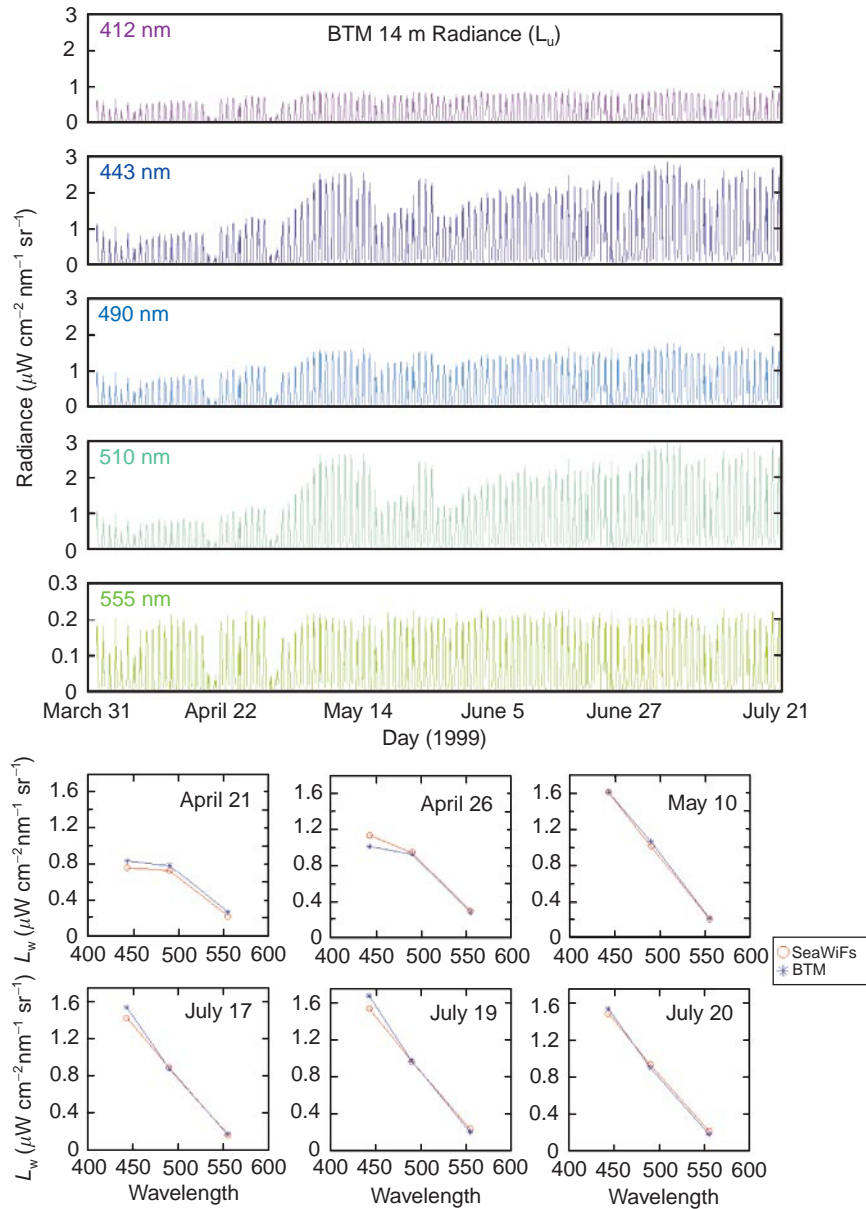 412 nm
BTM 14 m Radiance (Lu)
3
2
1
0
443 nm
3
2
1
0
490 nm
3
2
1
0
510 nm
3
2
1
0
555 nm
0.3
0.2
0.1
0
Radiance (μW cm−2 nm−1 sr−1)
March 31 April 22 May 14 June 5 June 27 July 21
Day (1999)
April 21
1.6
1.2
0.8
0.4
0
400 450 500 550 600
Lw (μW cm−2nm−1 sr−1)
April 26
1.6
1.2
0.8
0.4
0
400 450 500 550 600
May 10
1.6
1.2
0.8
0.4
0
400 450 500 550 600
SeaWiFs
BTM
July 17
1.6
1.2
0.8
0.4
0
400 450 500 550 600
Wavelength
Lw (μW cm−2nm−1 sr−1)
July 19
1.6
1.2
0.8
0.4
0
400 450 500 550 600
Wavelength
July 20
1.6
1.2
0.8
0.4
0
400 450 500 550 600
Wavelength